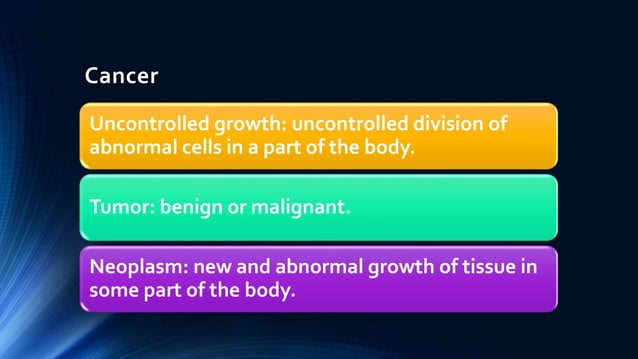 Cancer
Uncontrolled growth: uncontrolled division of
abnormal cells in a part of the body.
Tumor: benign or malignant.
Neoplasm: new and abnormal growth of tissue in
some part of the body.